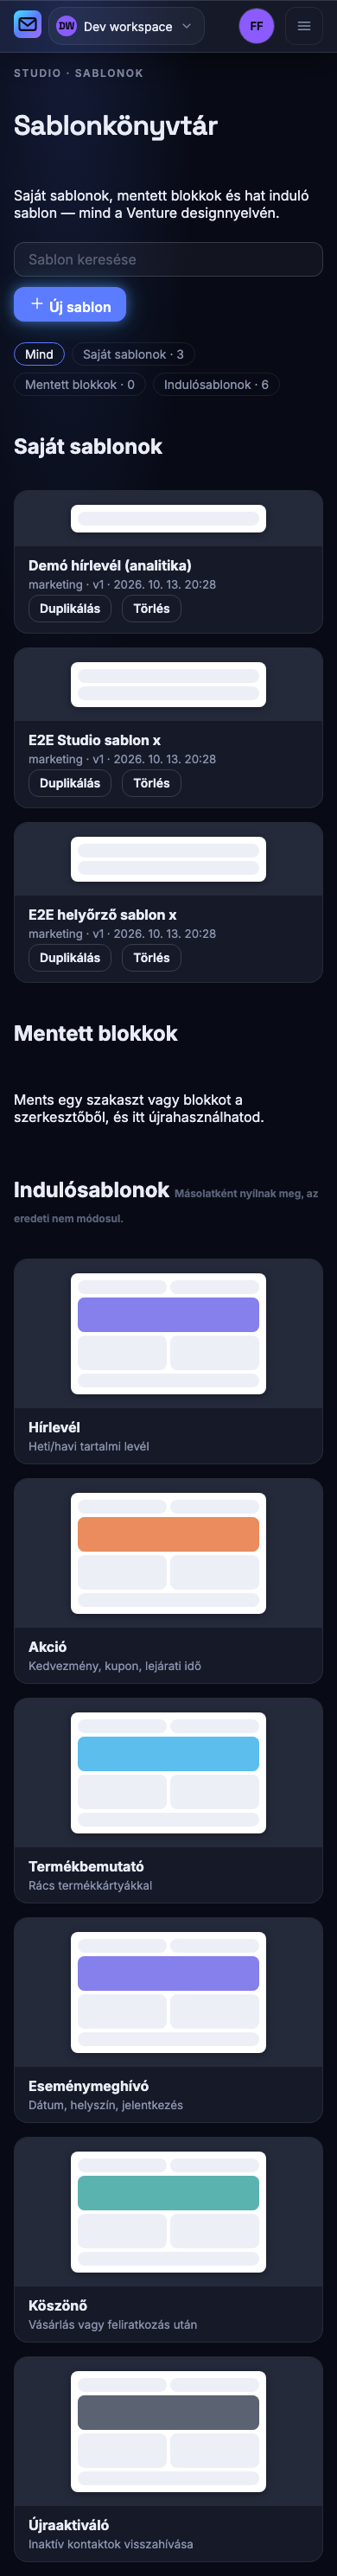 DW Dev workspace FF
STUDIO · SABLONOK
Sablonkönyvtár
Saját sablonok, mentett blokkok és hat induló
sablon — mind a Venture designnyelvén.
Sablon keresése
+ Új sablon
Mind Saját sablonok · 3
Mentett blokkok · 0 Indulósablonok · 6
Saját sablonok
Demó hírlevél (analitika)
marketing · v1 · 2026. 10. 13. 20:28
Duplikálás Törlés
E2E Studio sablon x
marketing · v1 · 2026. 10. 13. 20:28
Duplikálás Törlés
E2E helyőrző sablon x
marketing · v1 · 2026. 10. 13. 20:28
Duplikálás Törlés
Mentett blokkok
Ments egy szakaszt vagy blokkot a
szerkesztőből, és itt újrahasználhatod.
Indulósablonok Másolatként nyílnak meg, az
eredeti nem módosul.
Hírlevél
Heti/havi tartalmi levél
Akció
Kedvezmény, kupon, lejárati idő
Termékbemutató
Rács termékkártyákkal
Eseménymeghívó
Dátum, helyszín, jelentkezés
Köszönő
Vásárlás vagy feliratkozás után
Újraaktiváló
Inaktív kontaktok visszahívása